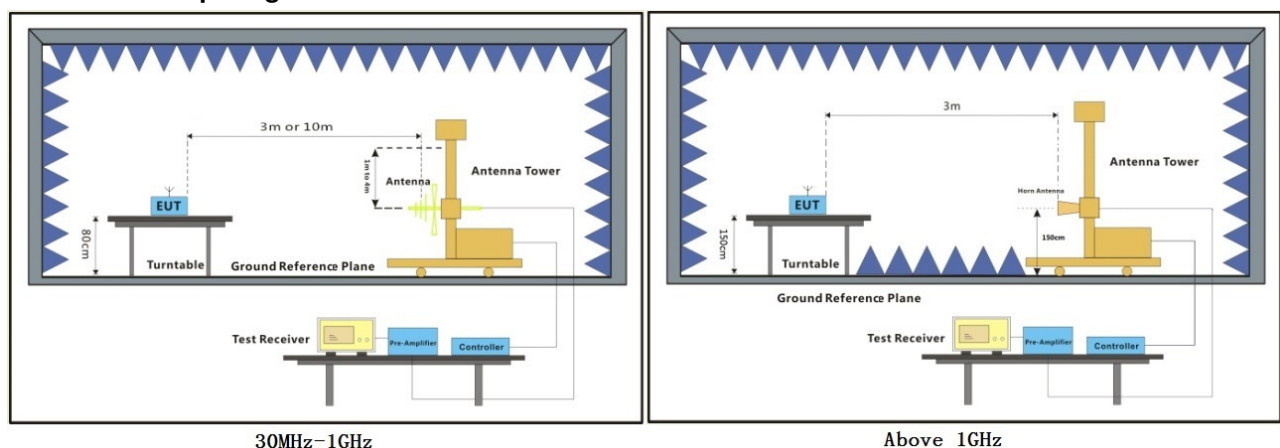 3m or 10m
1m to 4m
Antenna
Antenna Tower
EUT
80cm
Turntable
Ground Reference Plane
Test Receiver
Pre-Amplifier
Controller
30MHz-1GHz
3m
Antenna Tower
Horn Antenna
EUT
150cm
150cm
Turntable
Ground Reference Plane
Test Receiver
Pre-Amplifier
Controller
Above 1GHz